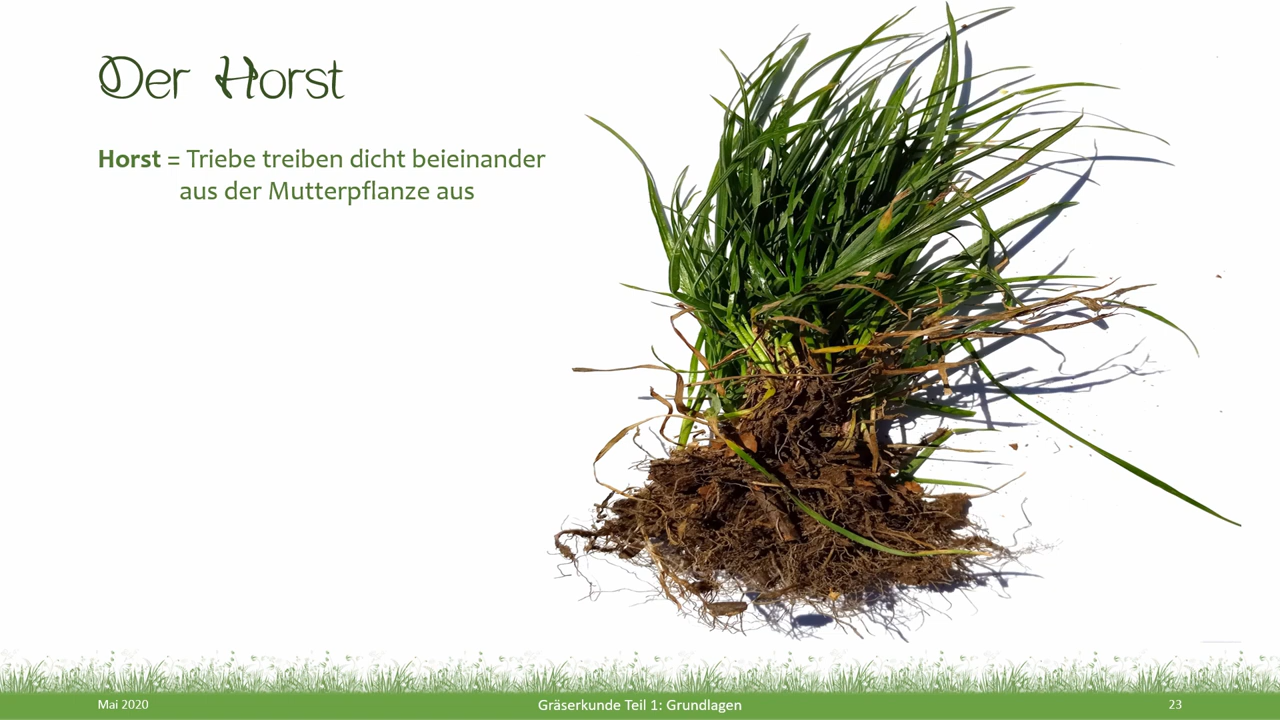 Der Horst
Horst = Triebe treiben dicht beieinander
aus der Mutterpflanze aus
Mai 2020
Gräserkunde Teil 1: Grundlagen
23